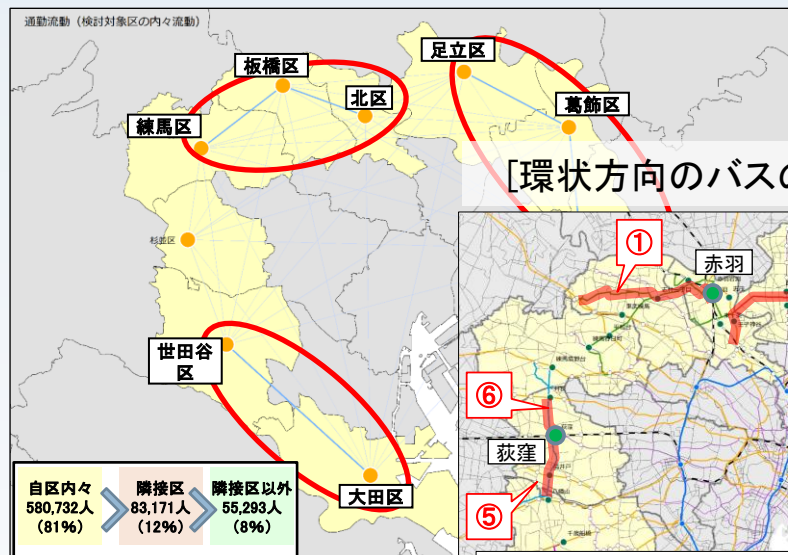 通勤流動（検討対象区の内々流動）
足立区
板橋区
葛飾区
北区
練馬区
[環状方向のバスの
①
赤羽
杉並区
世田谷
区
⑥
荻窪
⑤
大田区
自区内々
580,732人
(81%)
隣接区
83,171人
(12%)
隣接区以外
55,293人
(8%)